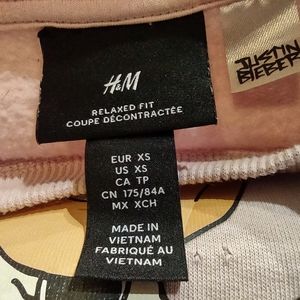 H&M
RELAXED FIT
COUPE DÉCONTRACTÉE
JUSTIN
BIEBER
EUR XS
US XS
CA TP
CN 175/84A
MX XCH
MADE IN
VIETNAM
FABRIQUÉ AU
VIETNAM